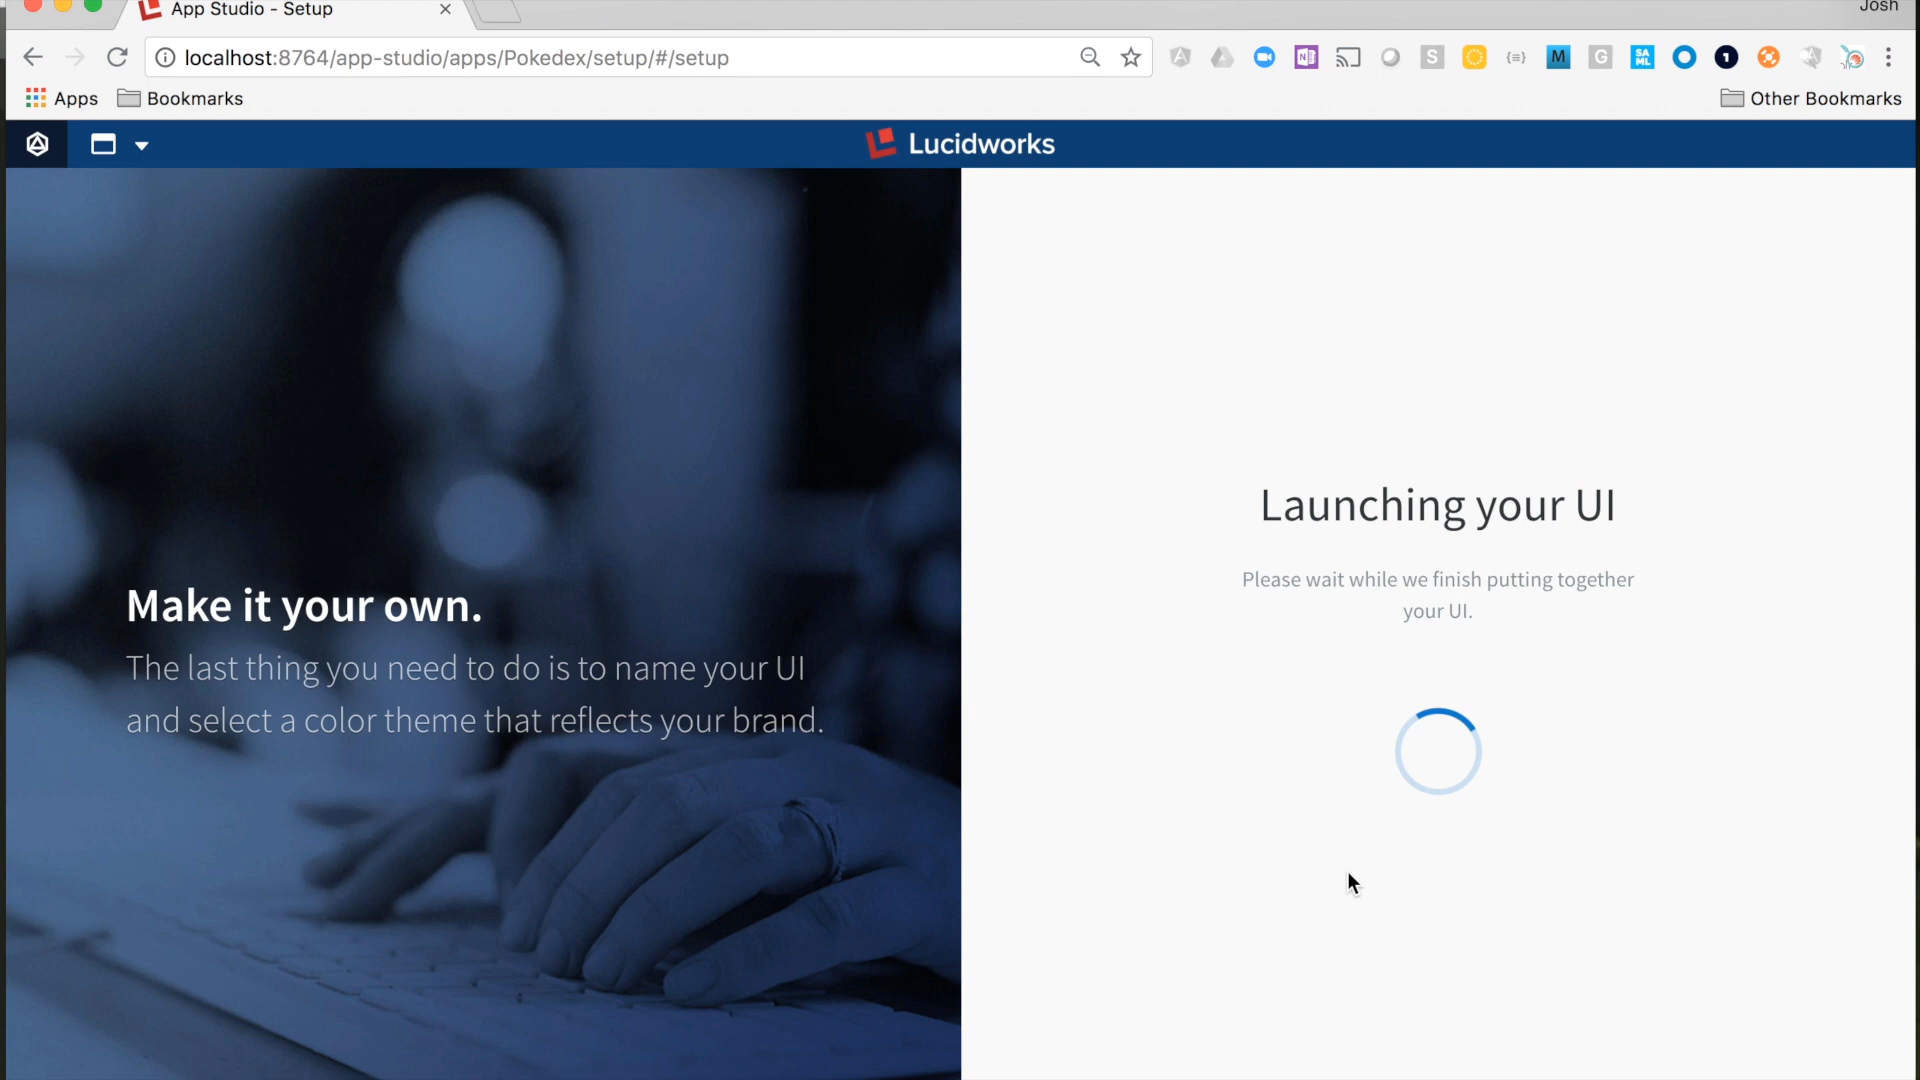 Josh
App Studio - Setup
localhost:8764/app-studio/apps/Pokedex/setup/#/setup
Apps
Bookmarks
Other Bookmarks
Lucidworks
Make it your own.
The last thing you need to do is to name your UI
and select a color theme that reflects your brand.
Launching your UI
Please wait while we finish putting together
your UI.